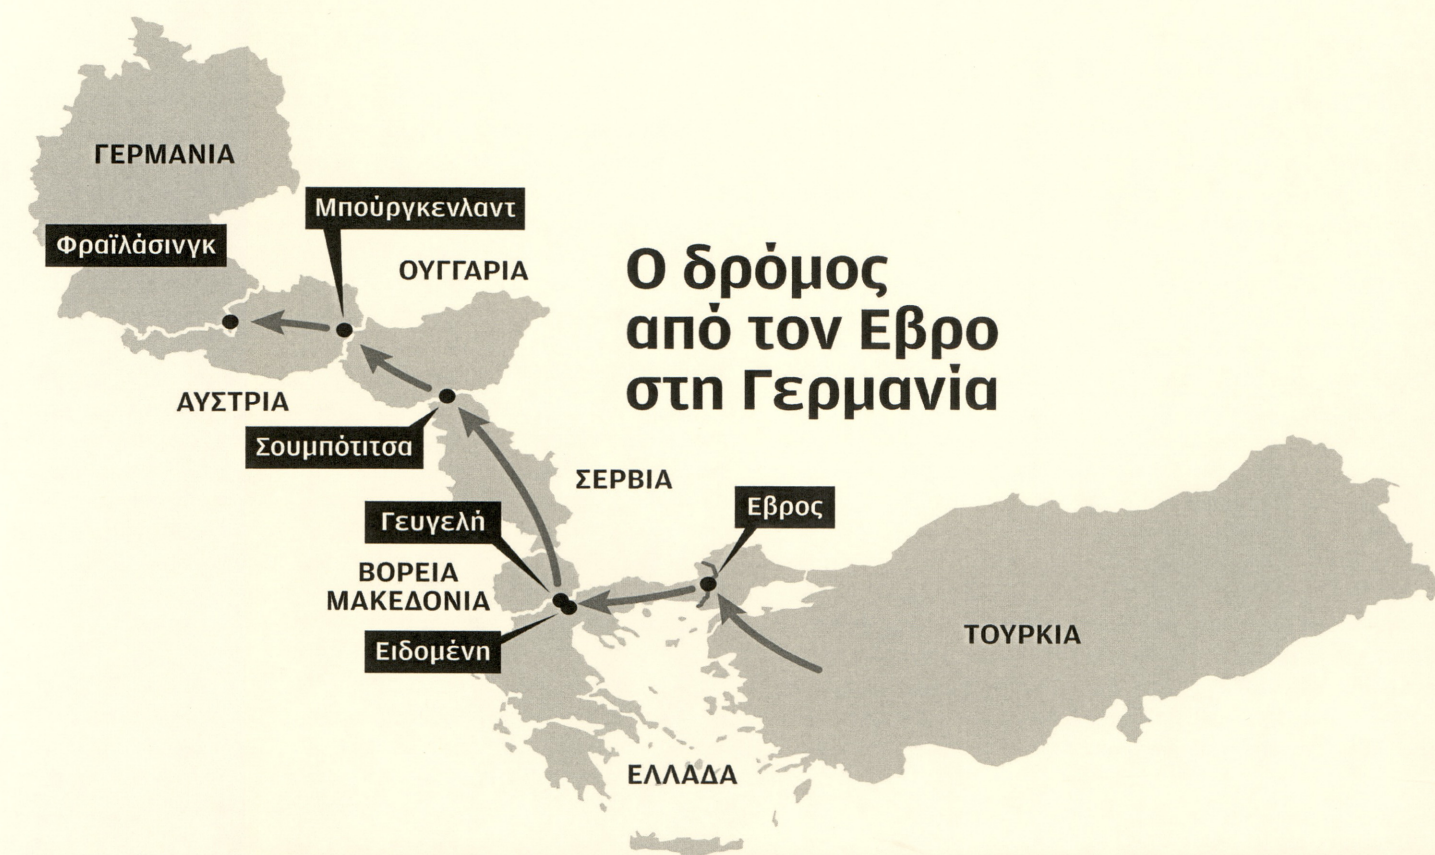 ΓΕΡΜΑΝΙΑ
Μπούργκενλαντ
Φραϊλάσινγκ
ΟΥΓΓΑΡΙΑ
Ο δρόμος
από τον Εβρο
στη Γερμανία
ΑΥΣΤΡΙΑ
Σουμπότιτσα
ΣΕΡΒΙΑ
Εβρος
Γευγελή
ΒΟΡΕΙΑ
ΜΑΚΕΔΟΝΙΑ
Ειδομένη
ΤΟΥΡΚΙΑ
ΕΛΛΑΔΑ